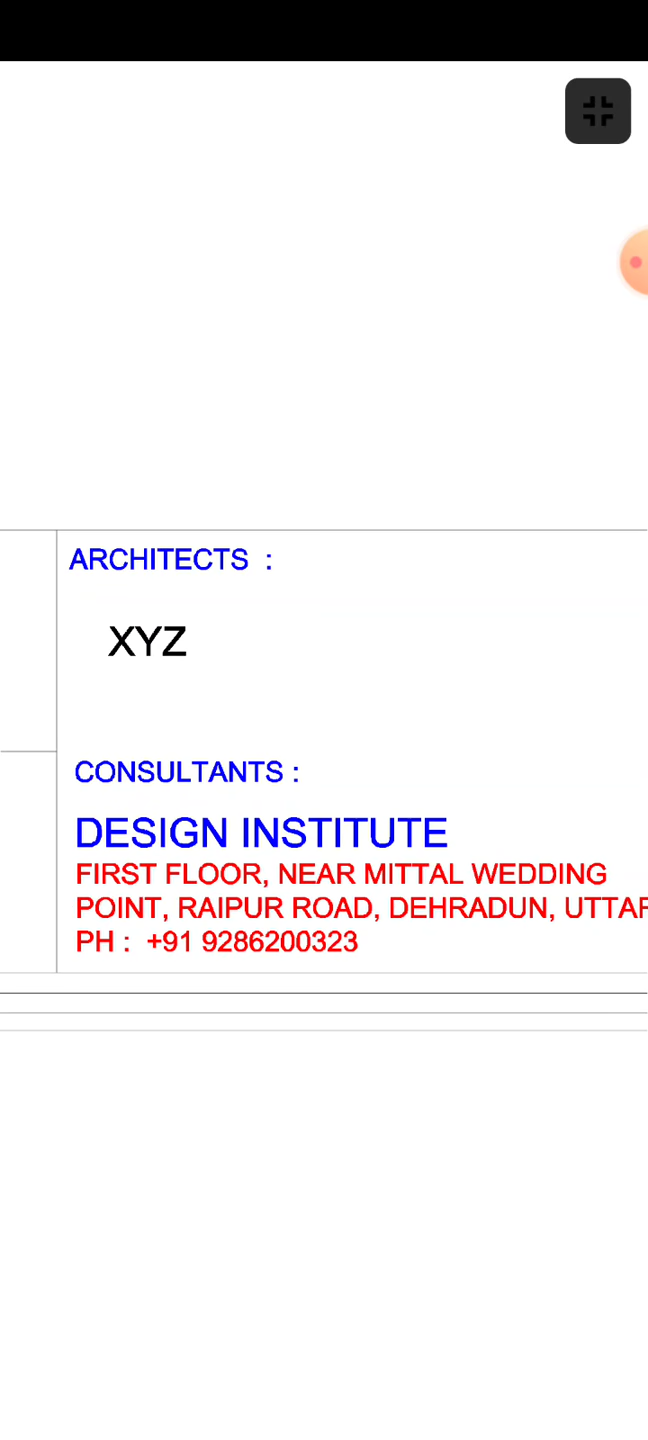 ARCHITECTS :
XYZ
CONSULTANTS :
DESIGN INSTITUTE
FIRST FLOOR, NEAR MITTAL WEDDING
POINT, RAIPUR ROAD, DEHRADUN,
PH : +91 9286200323